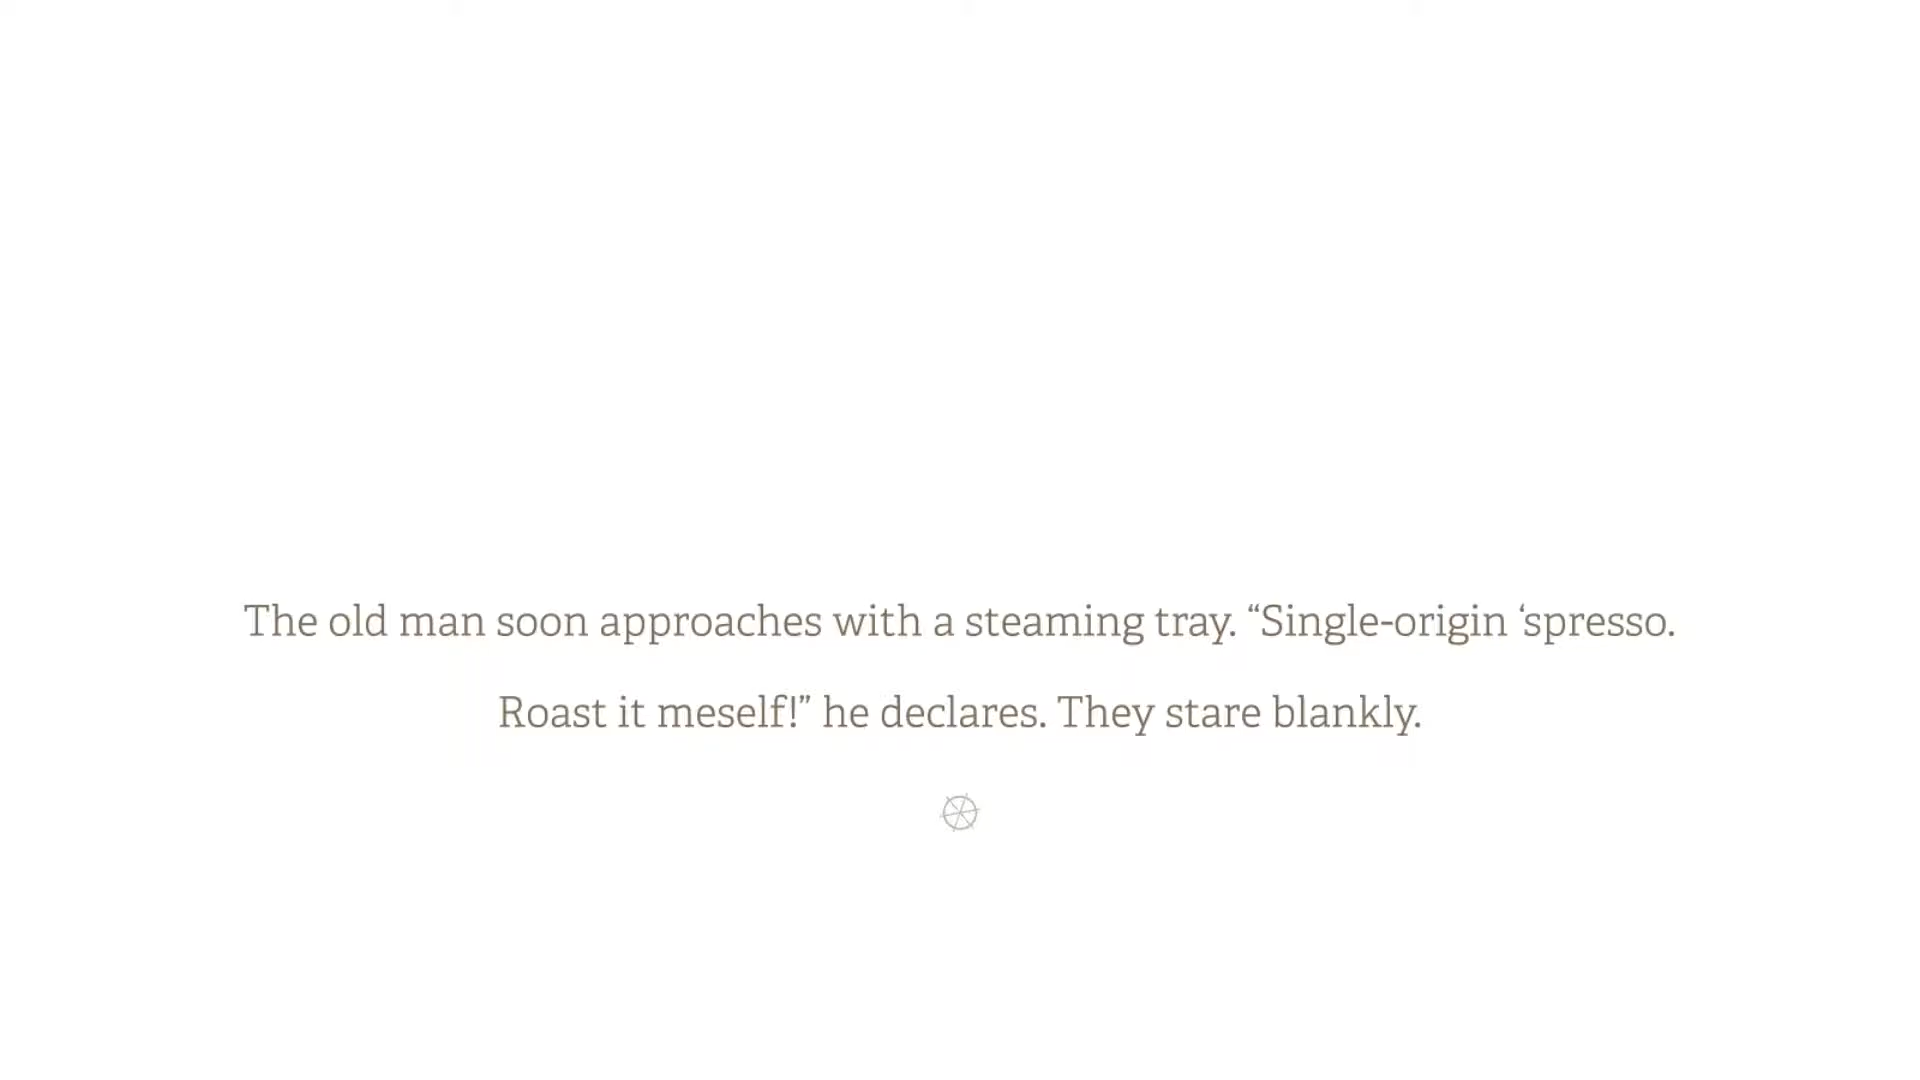 The old man soon approaches with a steaming tray. “Single-origin ‘spresso.
Roast it meself!” he declares. They stare blankly.